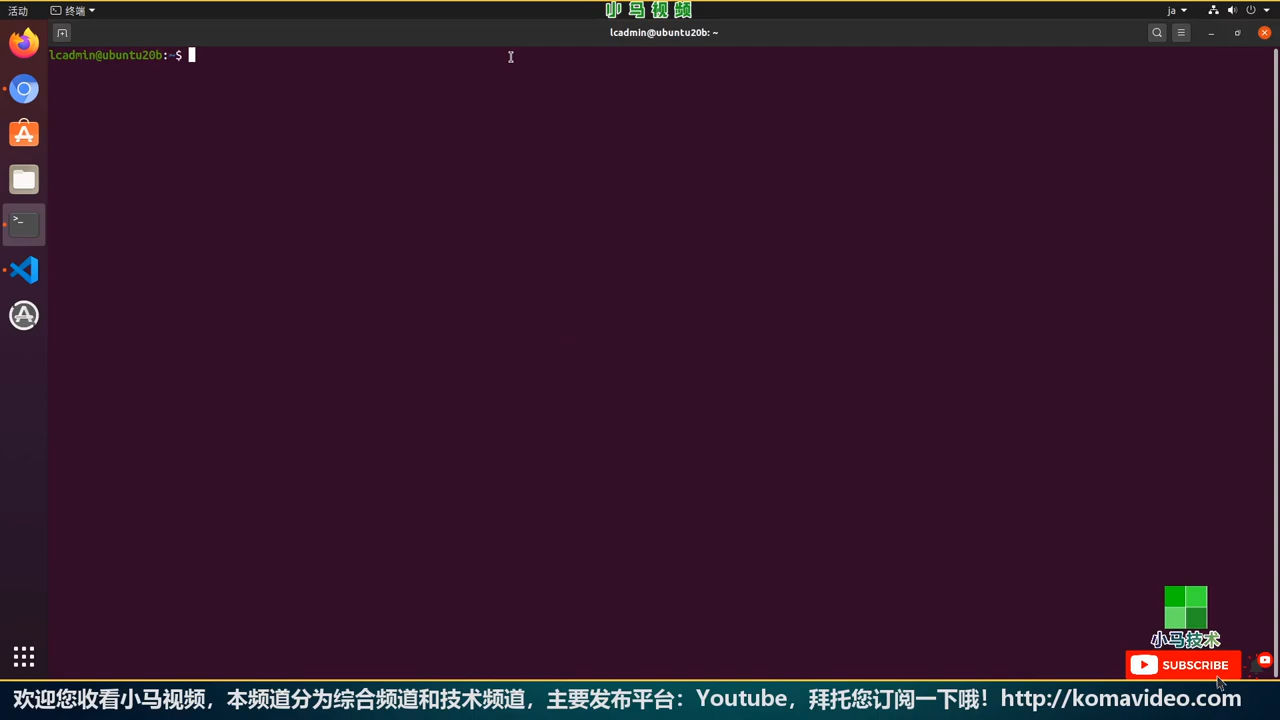 小马视频
活动 终端 ja
lcadmin@ubuntu20b: ~
lcadmin@ubuntu20b:~$
小马技术
SUBSCRIBE
欢迎您收看小马视频，本频道分为综合频道和技术频道，主要发布平台：Youtube，拜托您订阅一下哦！http://komavideo.com